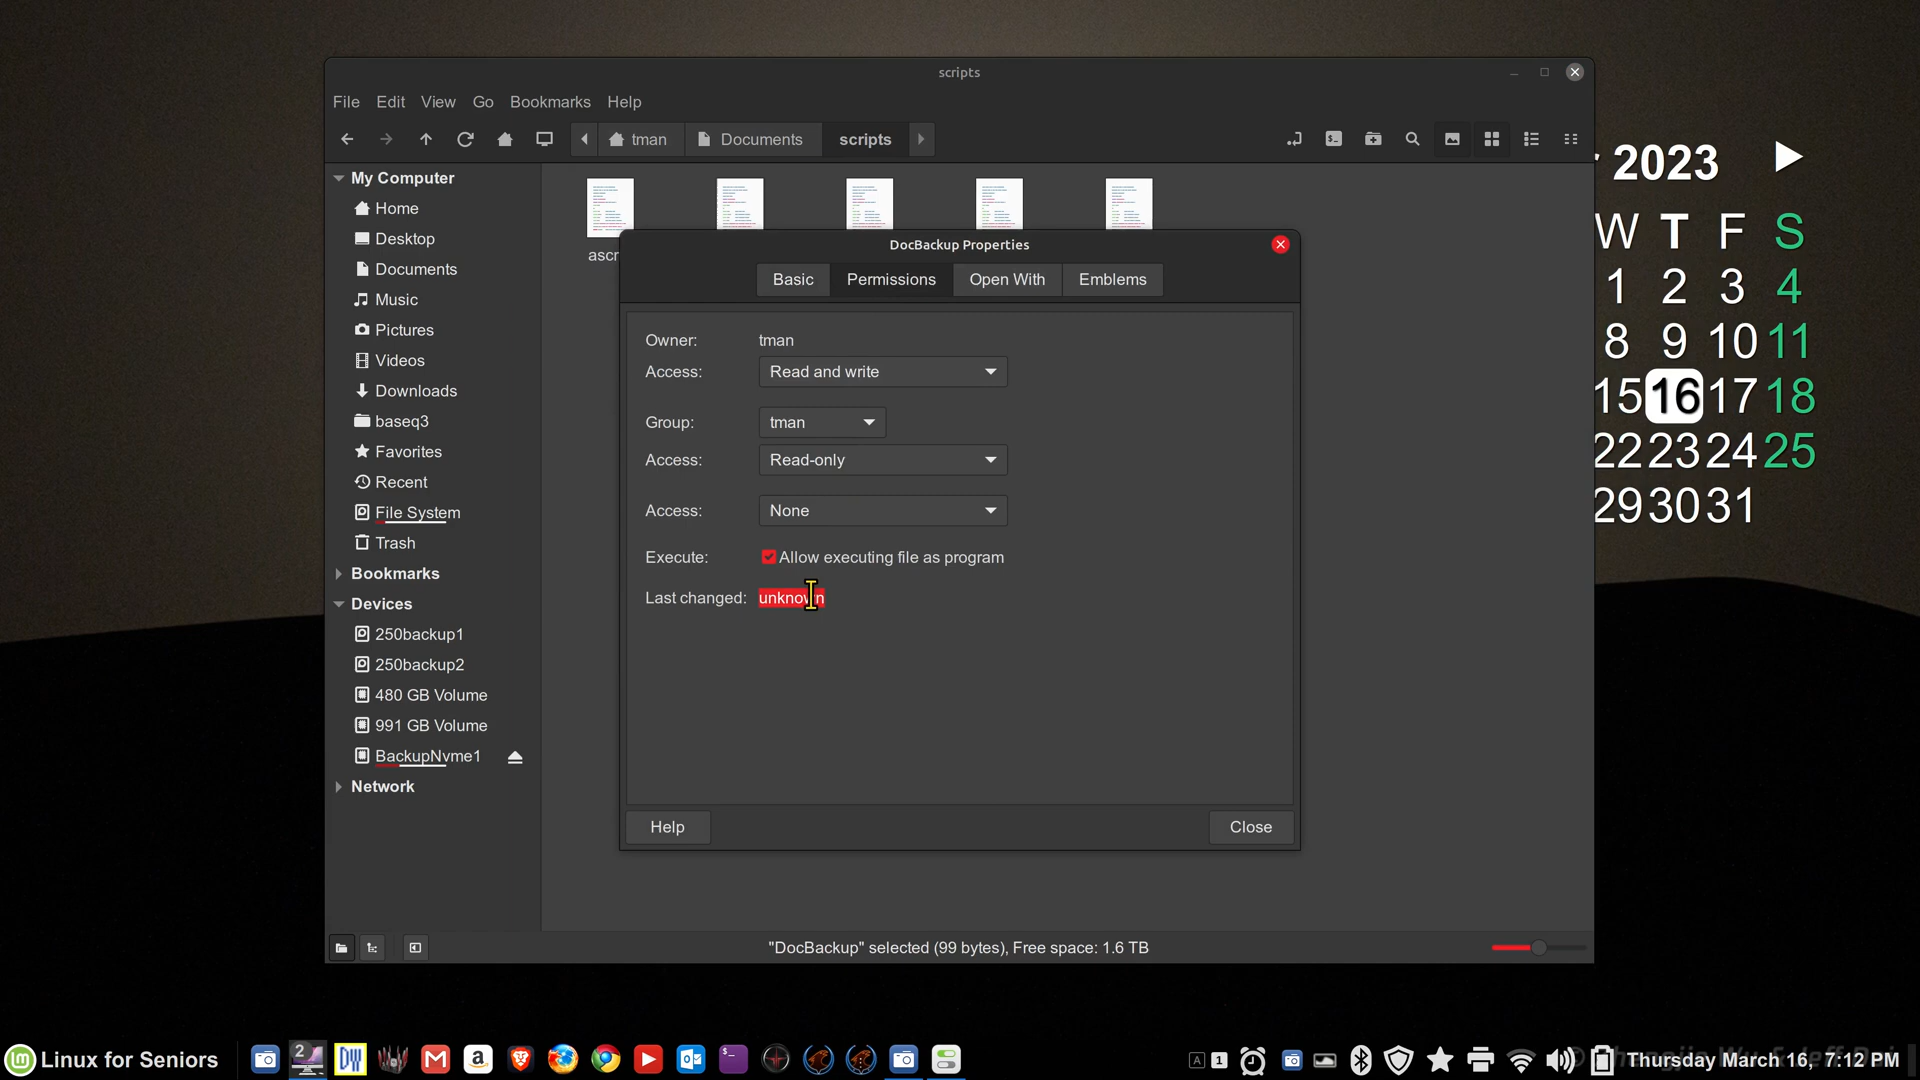 scripts
File Edit View Go Bookmarks Help
tman Documents scripts
My Computer
Home
Desktop
Documents
Music
Pictures
Videos
Downloads
baseq3
Favorites
Recent
File System
Trash
Bookmarks
Devices
250backup1
250backup2
480 GB Volume
991 GB Volume
BackupNvme1
Network
ascr
DocBackup Properties
Basic Permissions Open With Emblems
Owner: tman
Access: Read and write
Group: tman
Access: Read-only
Access: None
Execute: Allow executing file as program
Last changed: unknown
Help Close
"DocBackup" selected (99 bytes), Free space: 1.6 TB
2023
W T F S
1 2 3 4
8 9 10 11
15 16 17 18
22 23 24 25
29 30 31
Linux for Seniors
2
DW
A 1
Thursday March 16, 7:12 PM